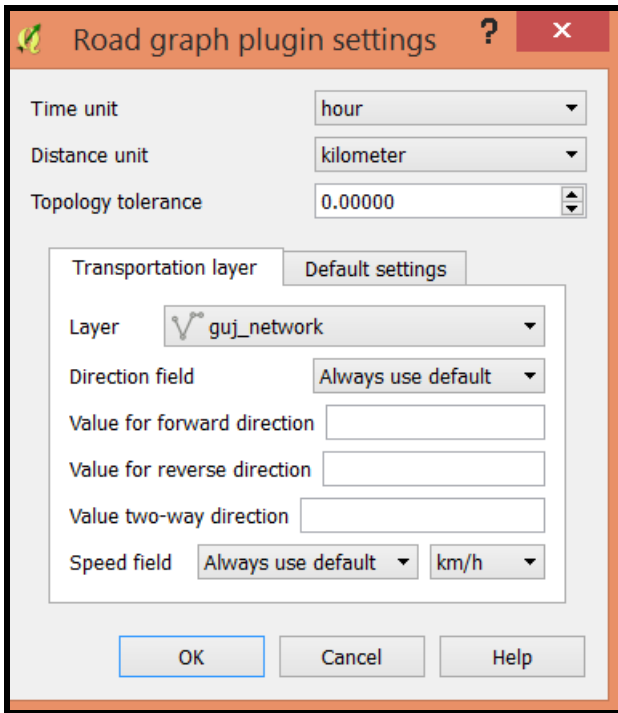 Road graph plugin settings ? x
Time unit hour
Distance unit kilometer
Topology tolerance 0.00000
Transportation layer Default settings
Layer guj_network
Direction field Always use default
Value for forward direction
Value for reverse direction
Value two-way direction
Speed field Always use default km/h
OK Cancel Help